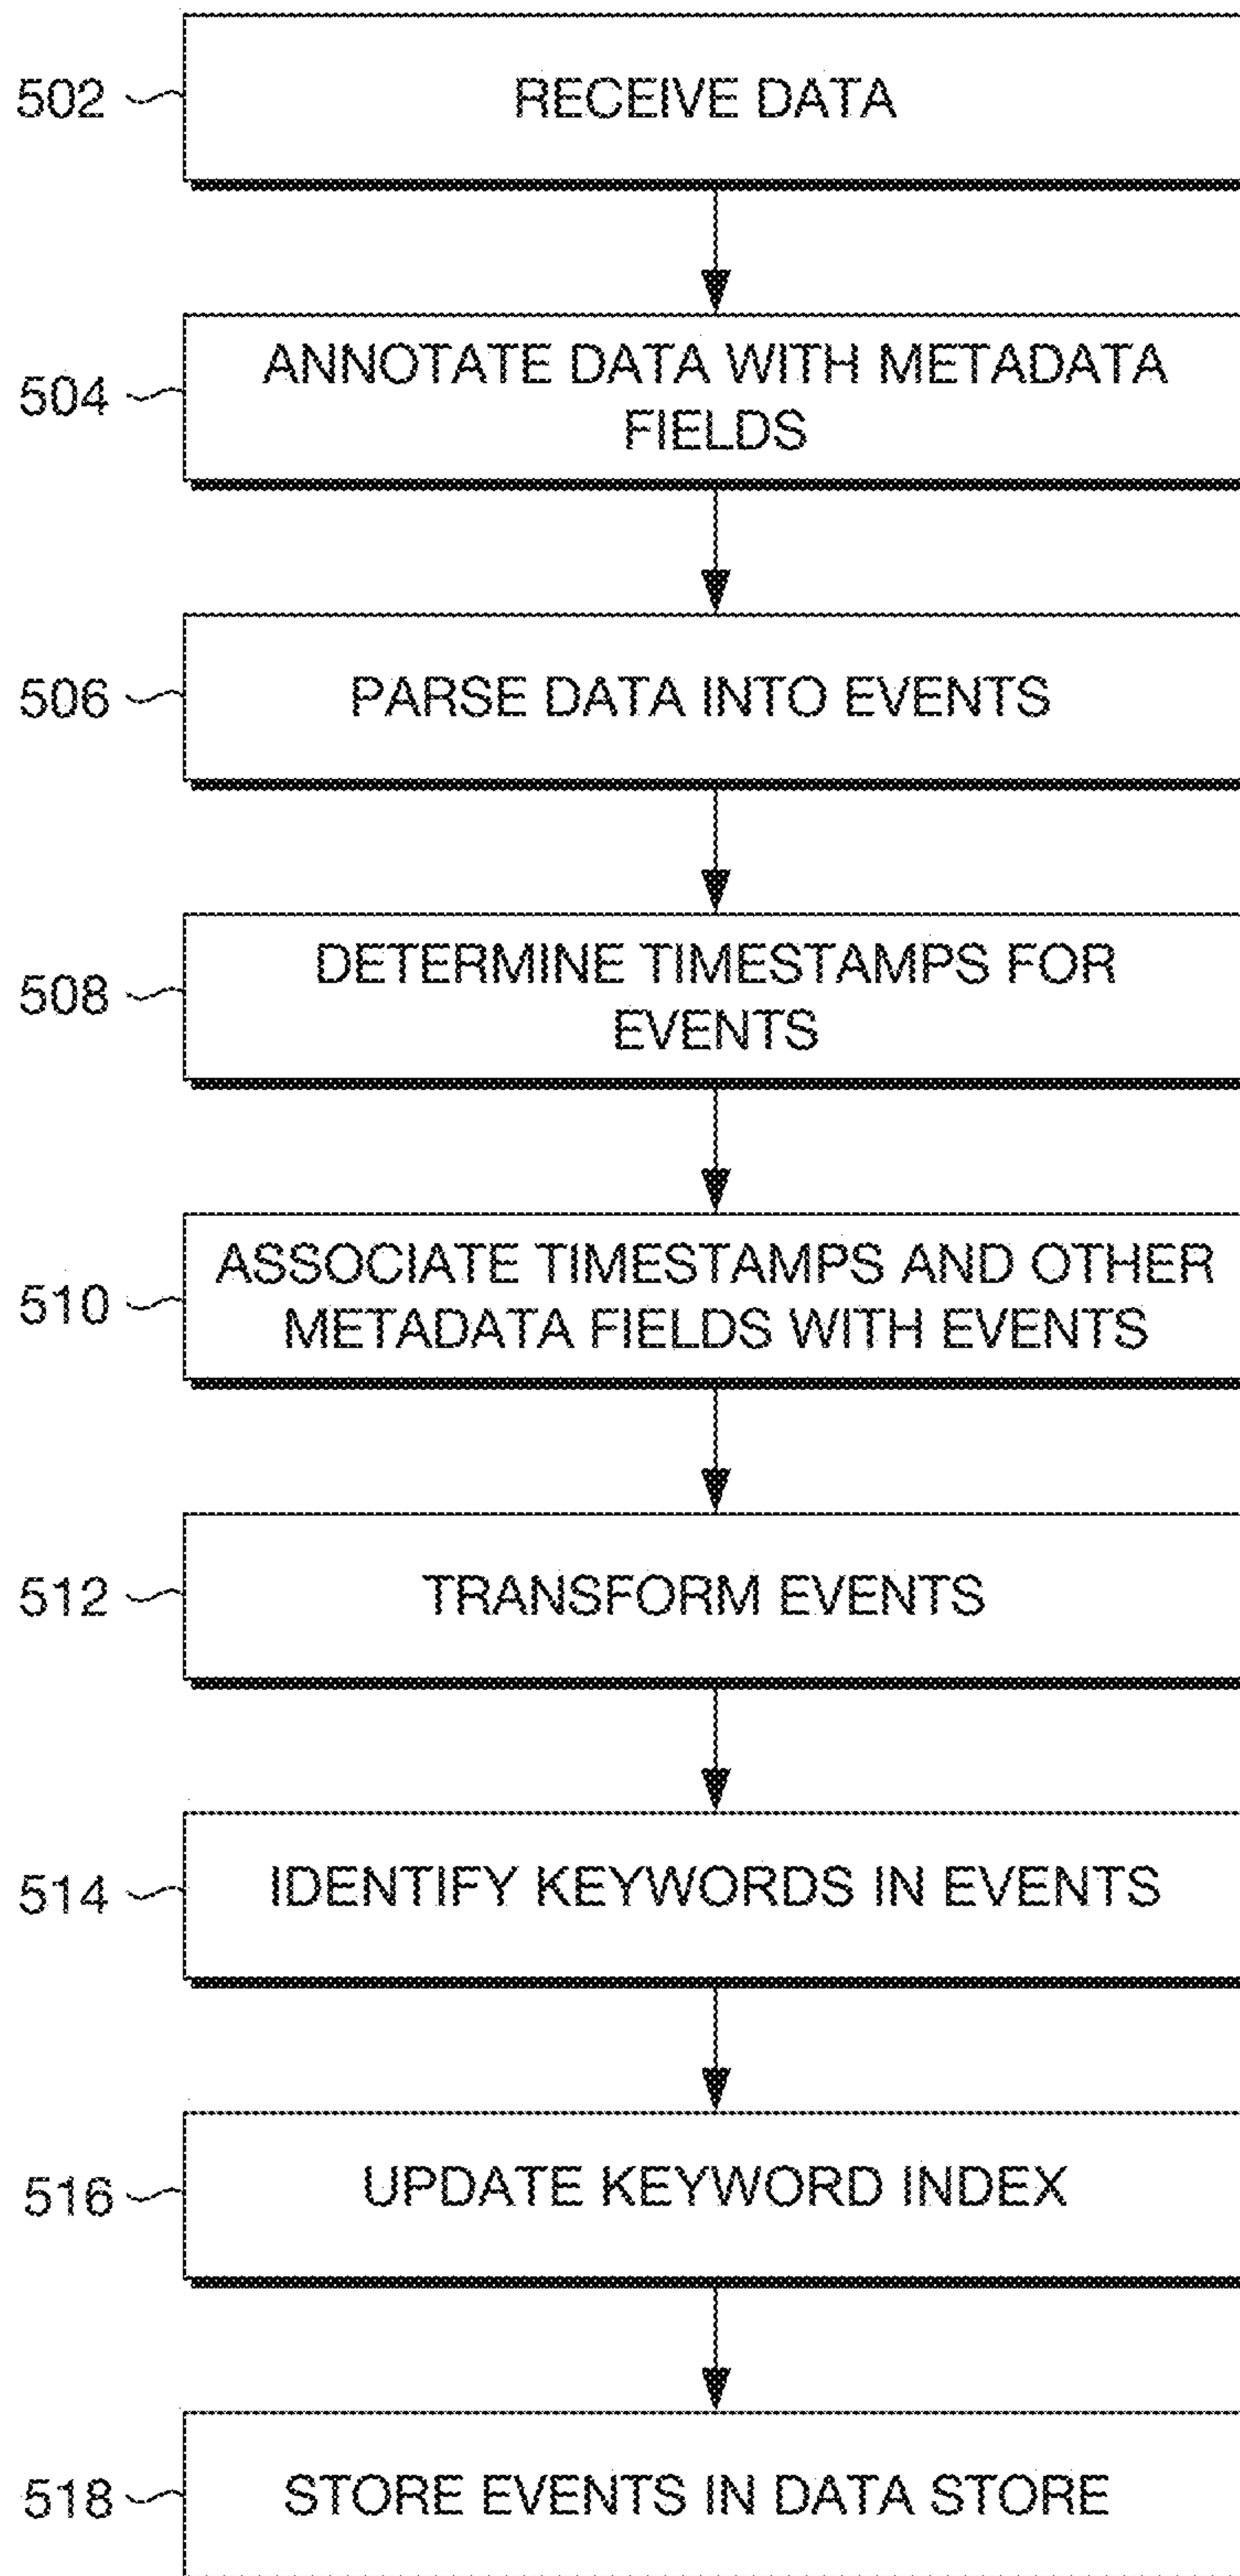 502
RECEIVE DATA
504
ANNOTATE DATA WITH METADATA
FIELDS
506
PARSE DATA INTO EVENTS
508
DETERMINE TIMESTAMPS FOR
EVENTS
510
ASSOCIATE TIMESTAMPS AND OTHER
METADATA FIELDS WITH EVENTS
512
TRANSFORM EVENTS
514
IDENTIFY KEYWORDS IN EVENTS
516
UPDATE KEYWORD INDEX
518
STORE EVENTS IN DATA STORE